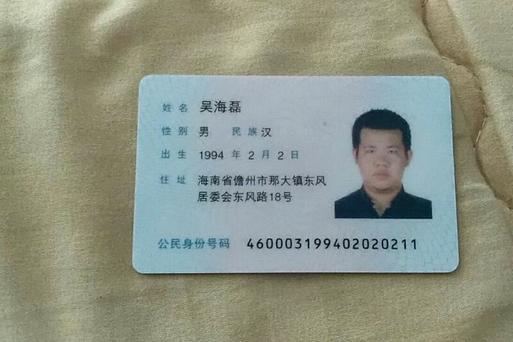 姓名 吴海磊
性别 男 民族 汉
出生 1994 年 2 月 2 日
住址 海南省儋州市那大镇东风
居委会东风路18号
公民身份号码 460003199402020211